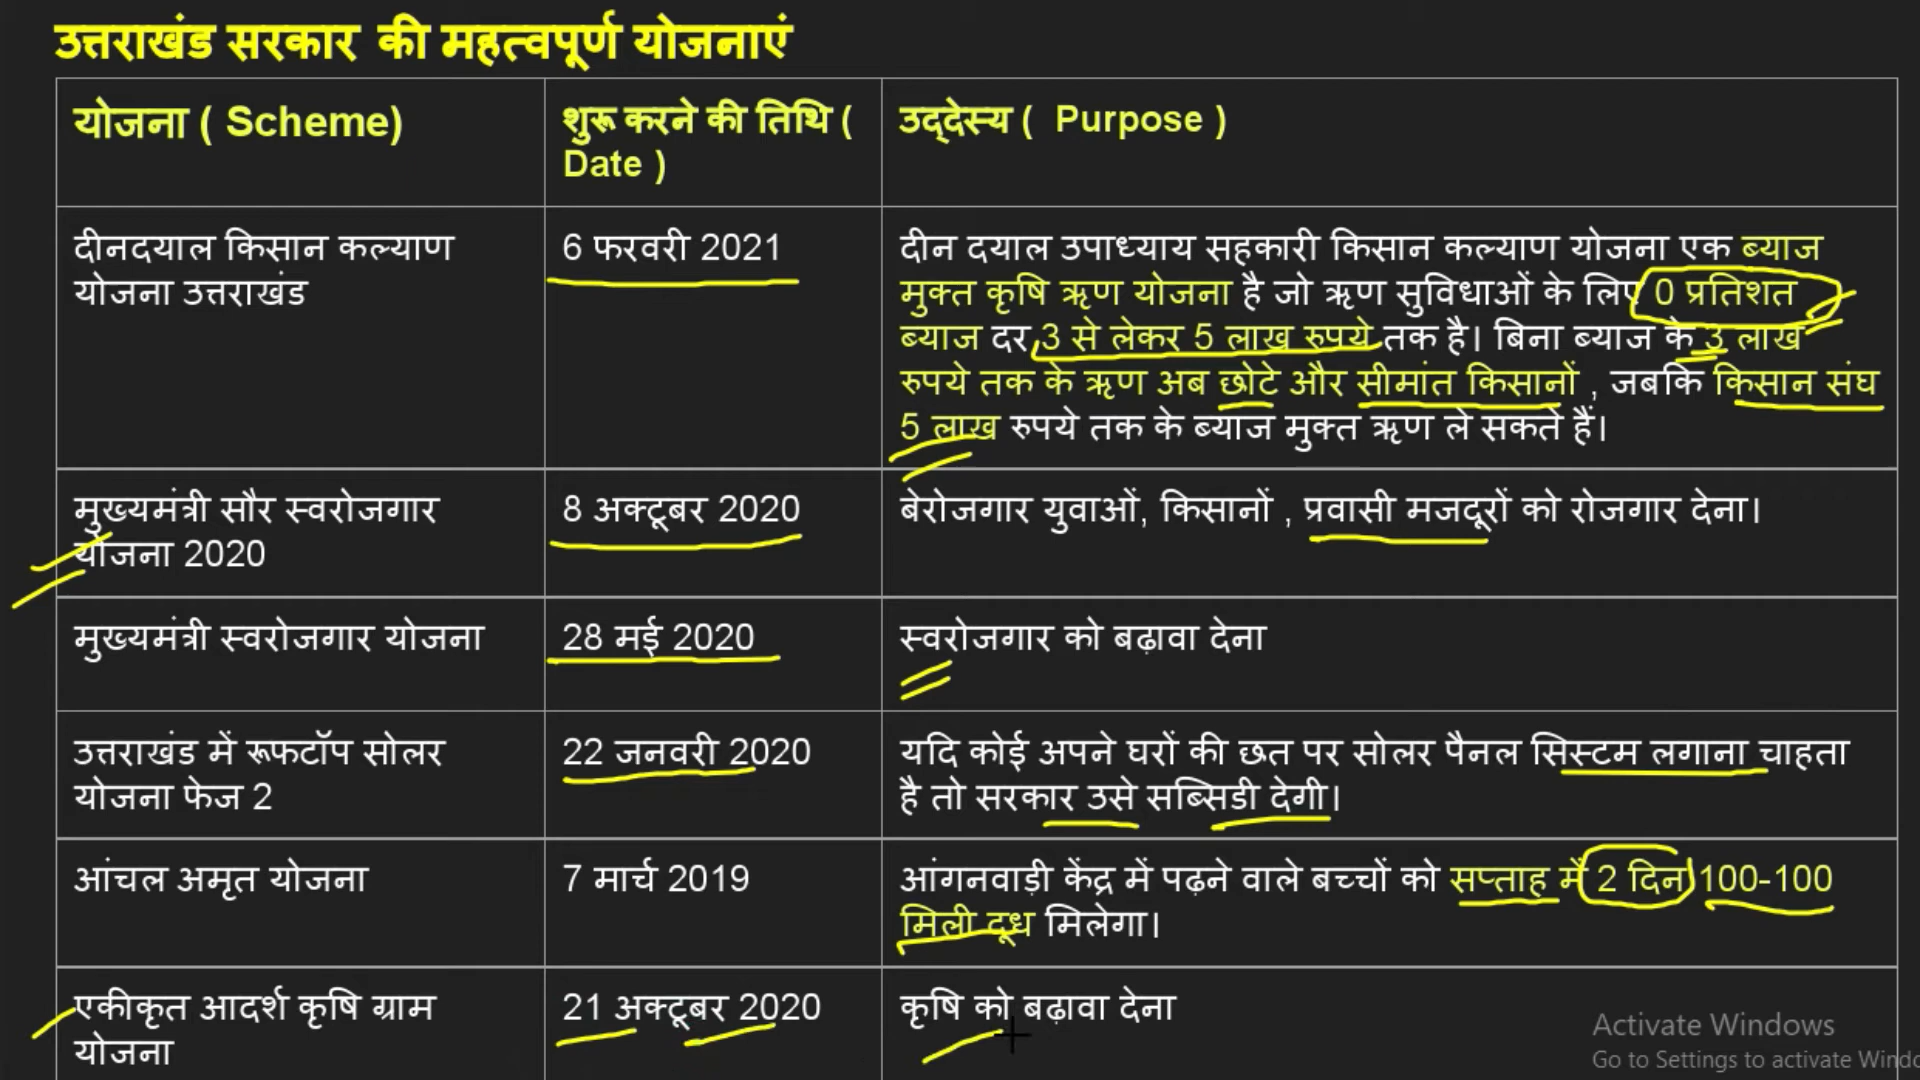 उत्तराखंड सरकार की महत्वपूर्ण योजनाएं
योजना ( Scheme)
शुरू करने की तिथि (
Date )
उद्देस्य ( Purpose )
दीनदयाल किसान कल्याण
योजना उत्तराखंड
6 फरवरी 2021
दीन दयाल उपाध्याय सहकारी किसान कल्याण योजना एक ब्याज
मुक्त कृषि ऋण योजना है जो ऋण सुविधाओं के लिए 0 प्रतिशत
ब्याज दर 3 से लेकर 5 लाख रुपये तक है। बिना ब्याज के 3 लाख
रुपये तक के ऋण अब छोटे और सीमांत किसानों , जबकि किसान संघ
5 लाख रुपये तक के ब्याज मुक्त ऋण ले सकते हैं।
मुख्यमंत्री सौर स्वरोजगार
योजना 2020
8 अक्टूबर 2020
बेरोजगार युवाओं, किसानों , प्रवासी मजदूरों को रोजगार देना।
मुख्यमंत्री स्वरोजगार योजना
28 मई 2020
स्वरोजगार को बढ़ावा देना
उत्तराखंड में रूफटॉप सोलर
योजना फेज 2
22 जनवरी 2020
यदि कोई अपने घरों की छत पर सोलर पैनल सिस्टम लगाना चाहता
है तो सरकार उसे सब्सिडी देगी।
आंचल अमृत योजना
7 मार्च 2019
आंगनवाड़ी केंद्र में पढ़ने वाले बच्चों को सप्ताह में 2 दिन 100-100
मिली दूध मिलेगा।
एकीकृत आदर्श कृषि ग्राम
योजना
21 अक्टूबर 2020
कृषि को बढ़ावा देना
Activate Windows
Go to Settings to activate Windo